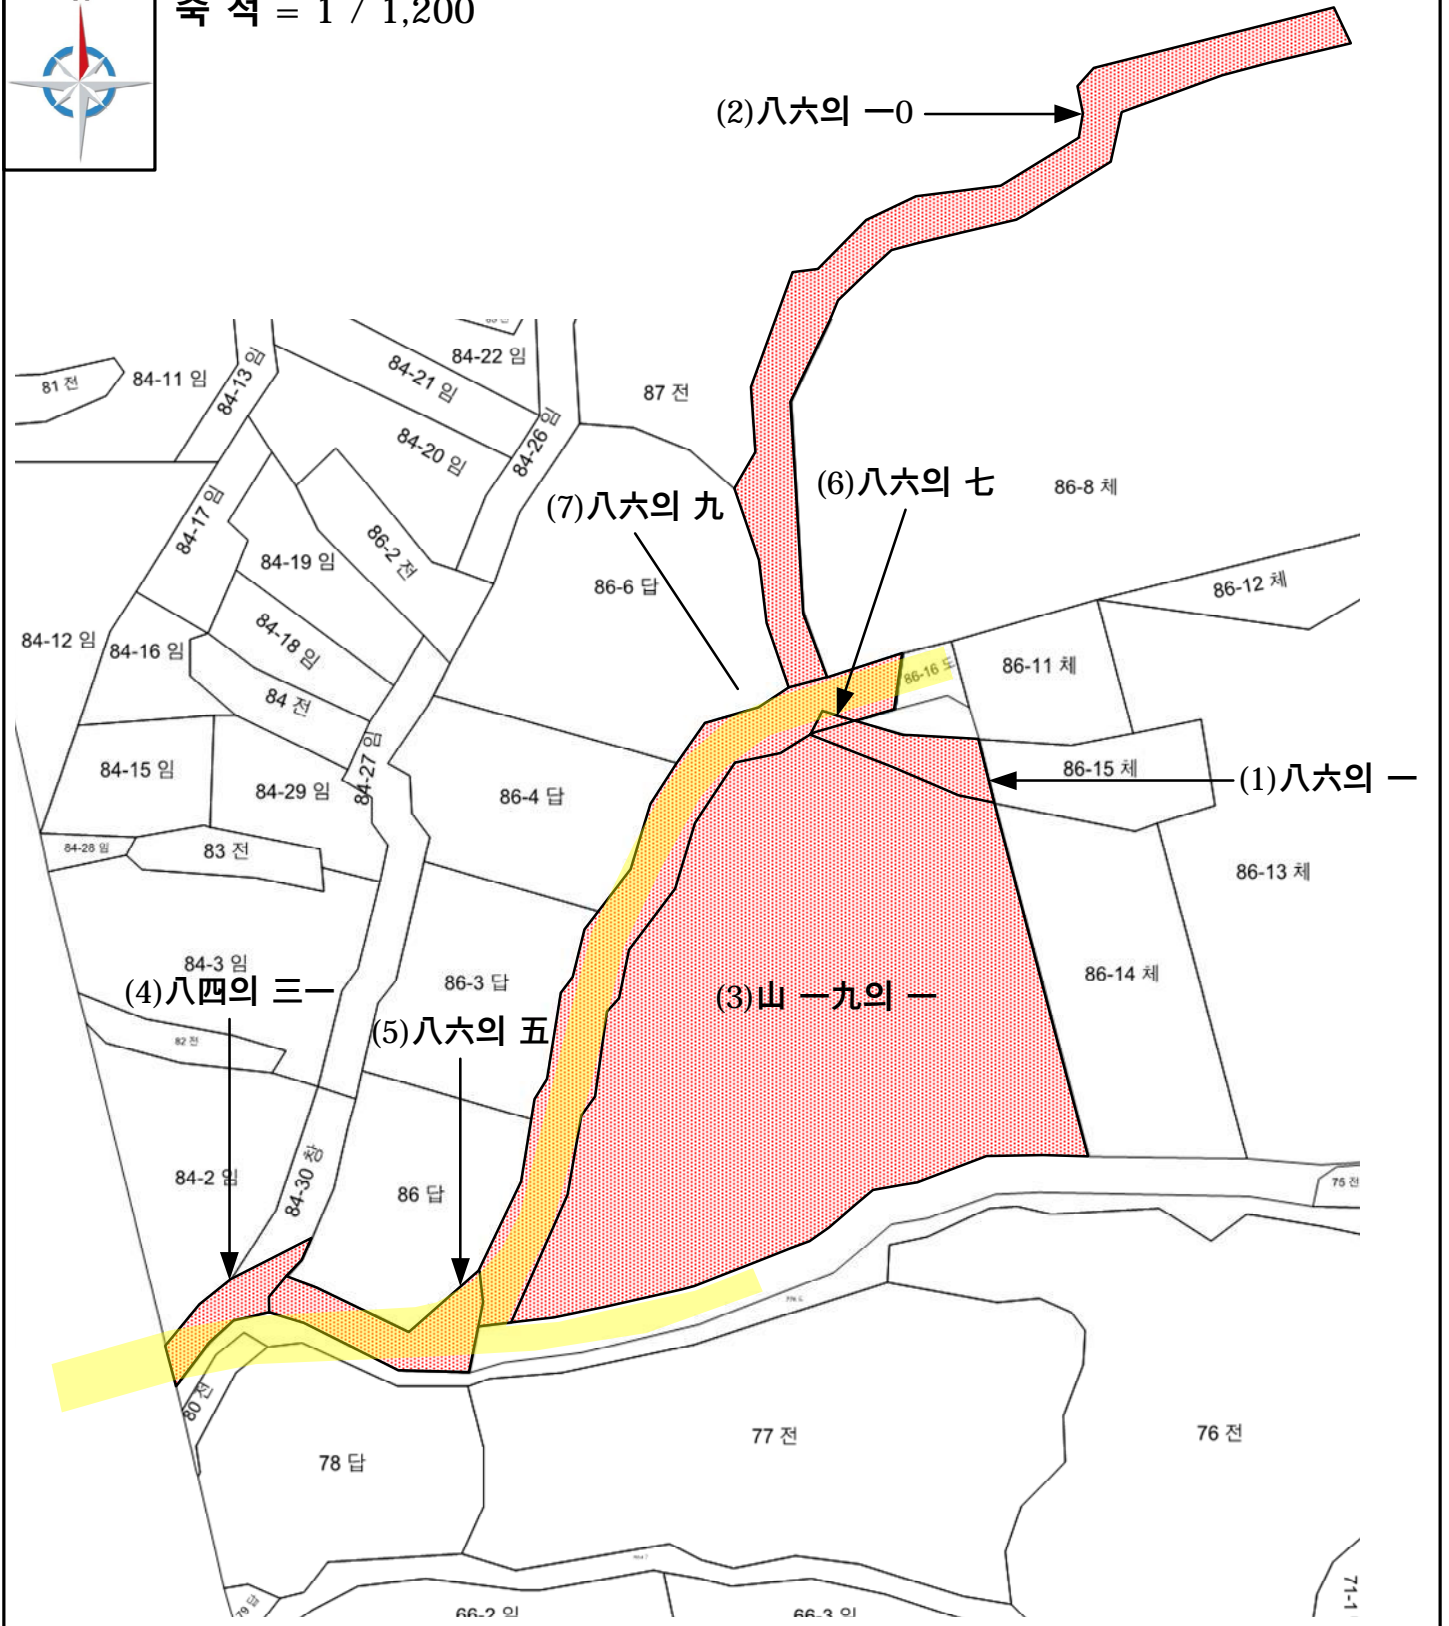 축 척 = 1 / 1,200
(2)八六의 一0
84-22 임
84-13 임
84-21 임
81 전
84-11 임
87 전
84-20 임
84-26 임
(6)八六의 七
86-8 체
(7)八六의 九
84-17 임
86-2 전
84-19 임
86-6 답
86-12 체
84-12 임
84-16 임
84-18 임
86-11 체
86-16 도
84 전
84-27 임
84-15 임
84-29 임
86-4 답
86-15 체
(1)八六의 一
84-28 임
83 전
86-13 체
84-3 임
86-3 답
86-14 체
(4)八四의 三一
(3)山 一九의 一
(5)八六의 五
82 전
84-2 임
84-30 창
86 답
75 전
80 전
77 전
76 전
78 답
79 답
66-2 임
66-3 임
71-1